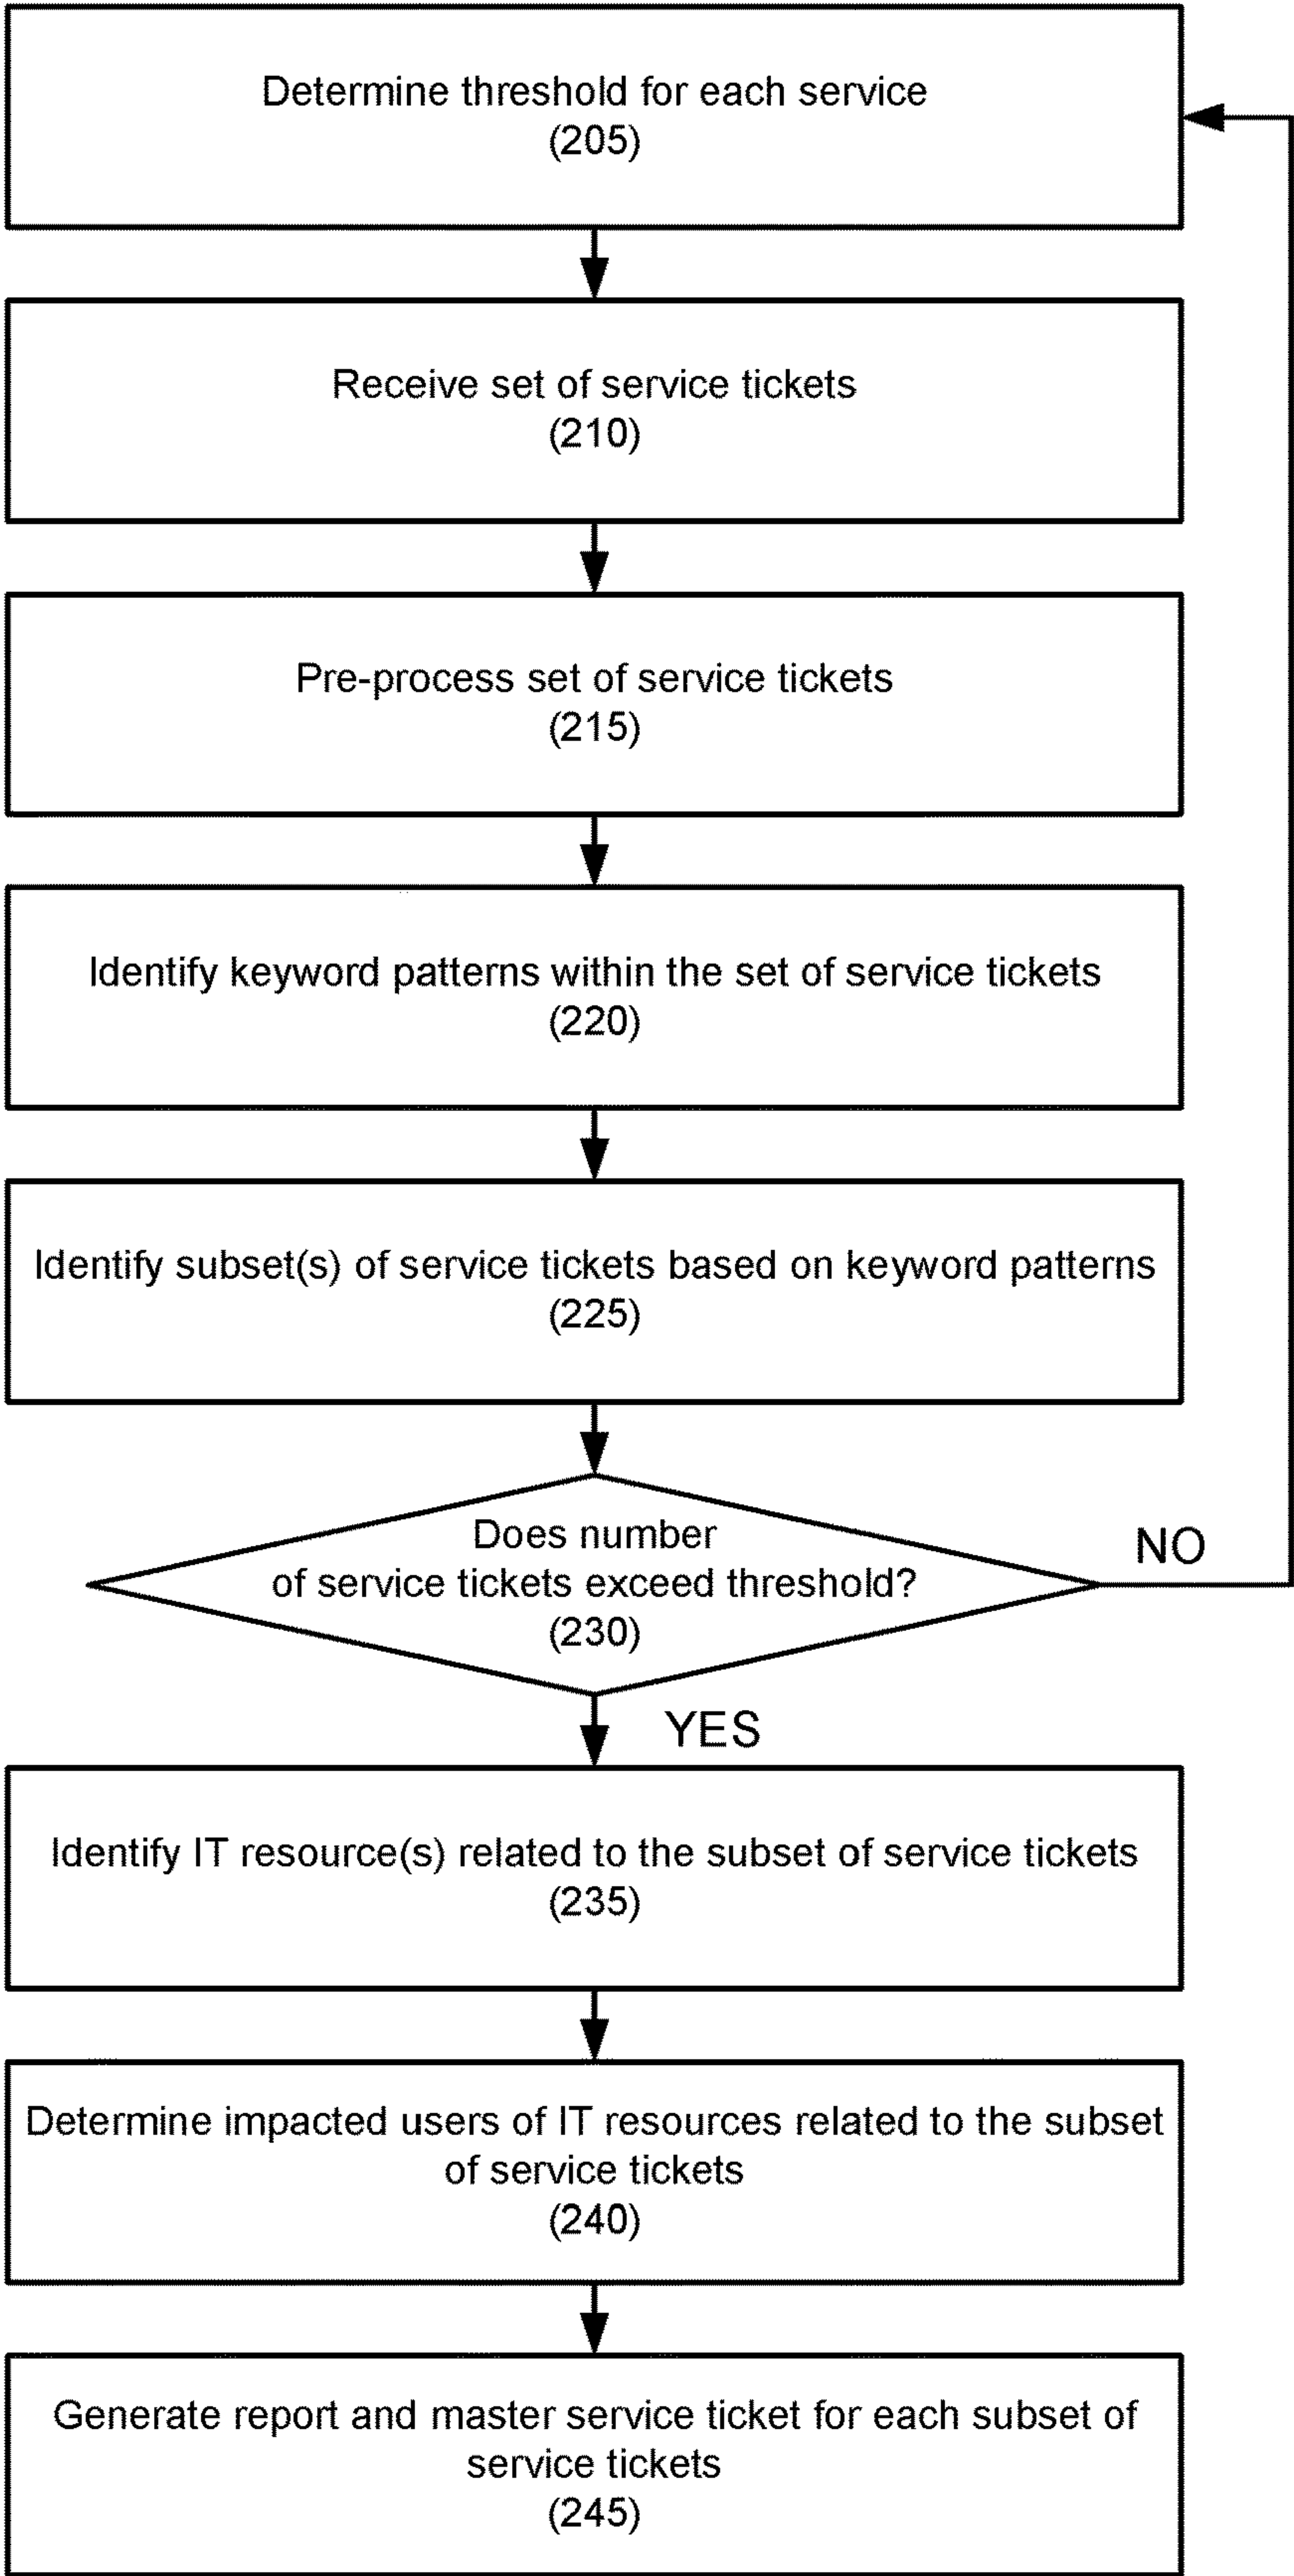 Determine threshold for each service
(205)
Receive set of service tickets
(210)
Pre-process set of service tickets
(215)
Identify keyword patterns within the set of service tickets
(220)
Identify subset(s) of service tickets based on keyword patterns
(225)
Does number
of service tickets exceed threshold?
(230)
NO
YES
Identify IT resource(s) related to the subset of service tickets
(235)
Determine impacted users of IT resources related to the subset
of service tickets
(240)
Generate report and master service ticket for each subset of
service tickets
(245)